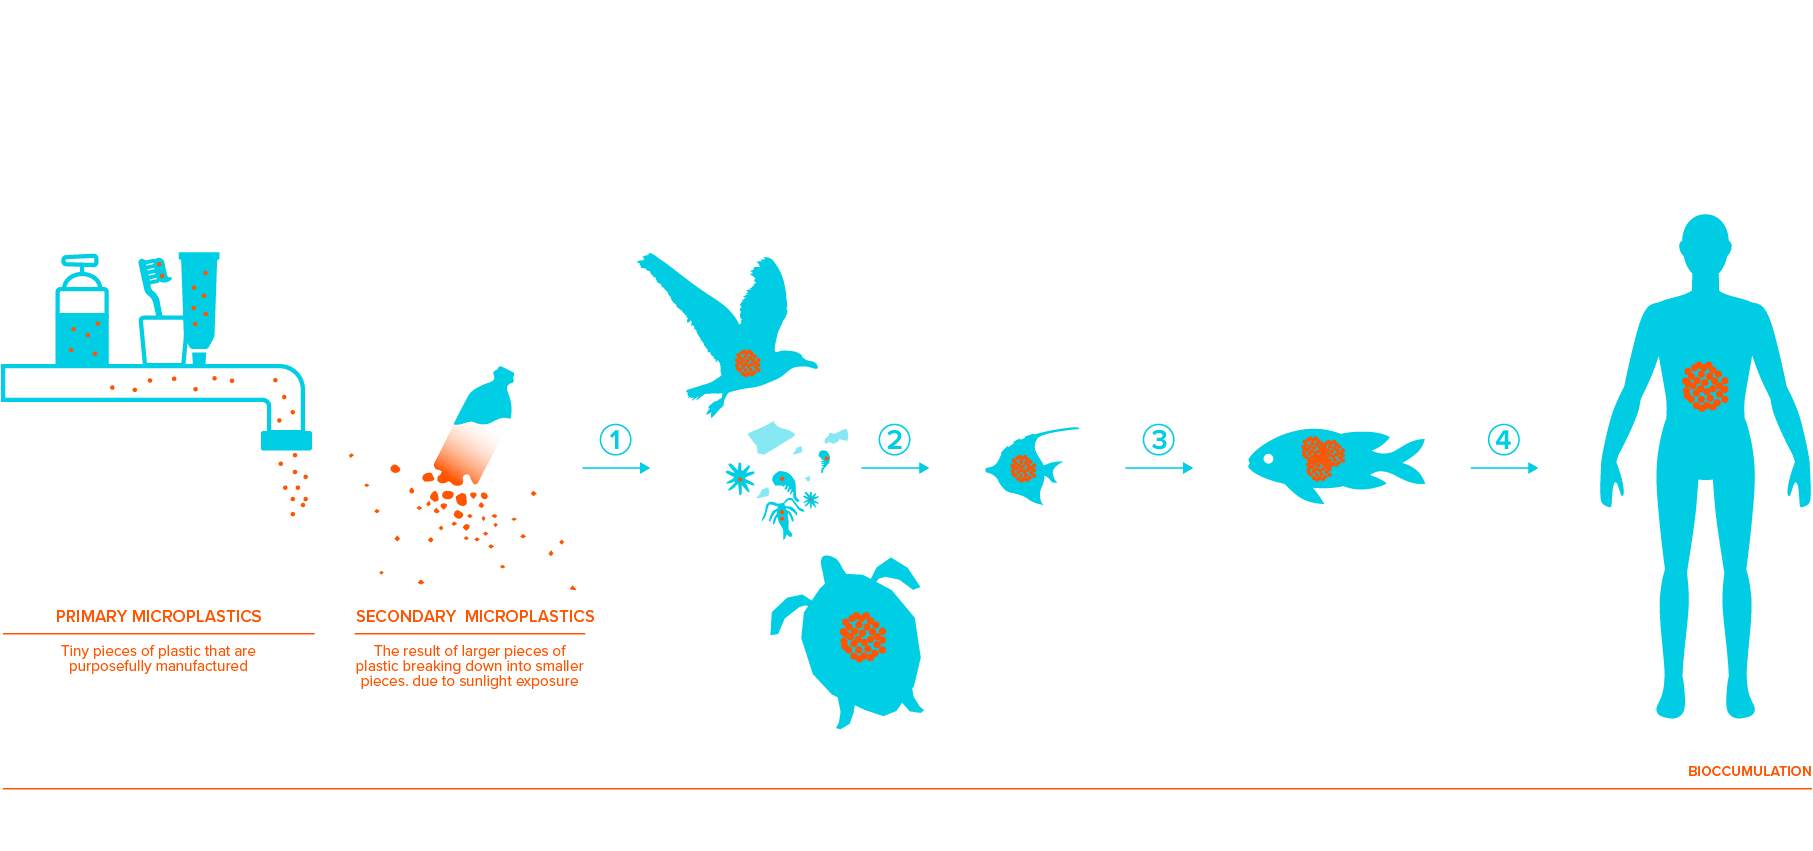 1
2
3
4
PRIMARY MICROPLASTICS
Tiny pieces of plastic that are
purposefully manufactured
SECONDARY MICROPLASTICS
The result of larger pieces of
plastic breaking down into smaller
pieces. due to sunlight exposure
BIOCCUMULATION